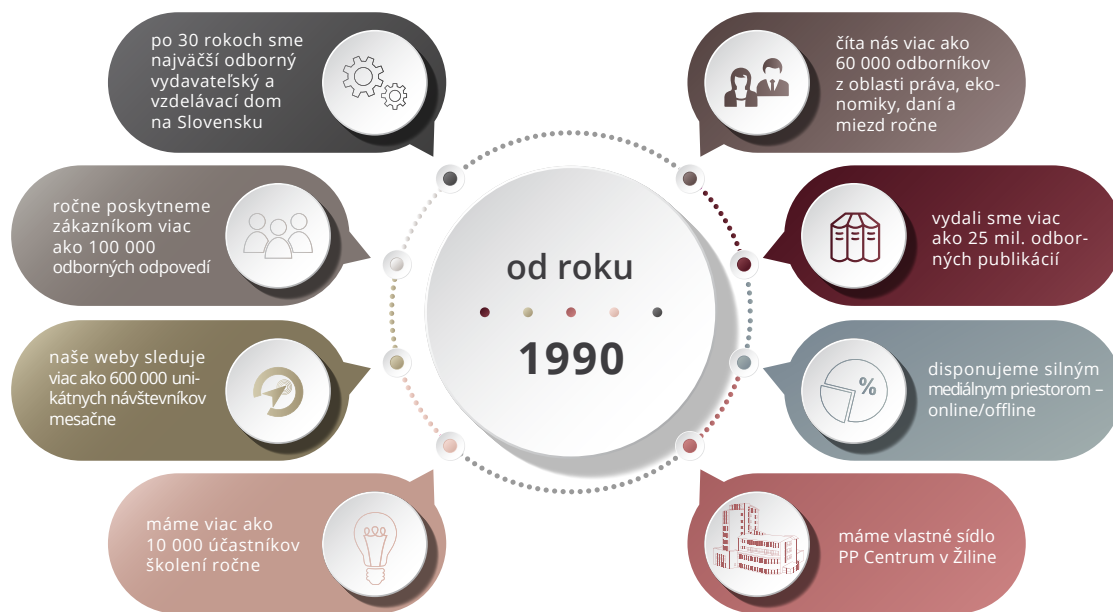 po 30 rokoch sme
najväčší odborný
vydavateľský a
vzdelávací dom
na Slovensku
číta nás viac ako
60 000 odborníkov
z oblasti práva, eko-
nomiky, daní a
miezd ročne
ročne poskytneme
zákazníkom viac
ako 100 000
odborných odpovedí
vydali sme viac
ako 25 mil. odbor-
ných publikácií
od roku
1990
naše weby sleduje
viac ako 600 000 uni-
kátnych návštevníkov
mesačne
%
disponujeme silným
mediálnym priestorom –
online/offline
máme viac ako
10 000 účastníkov
školení ročne
máme vlastné sídlo
PP Centrum v Žiline